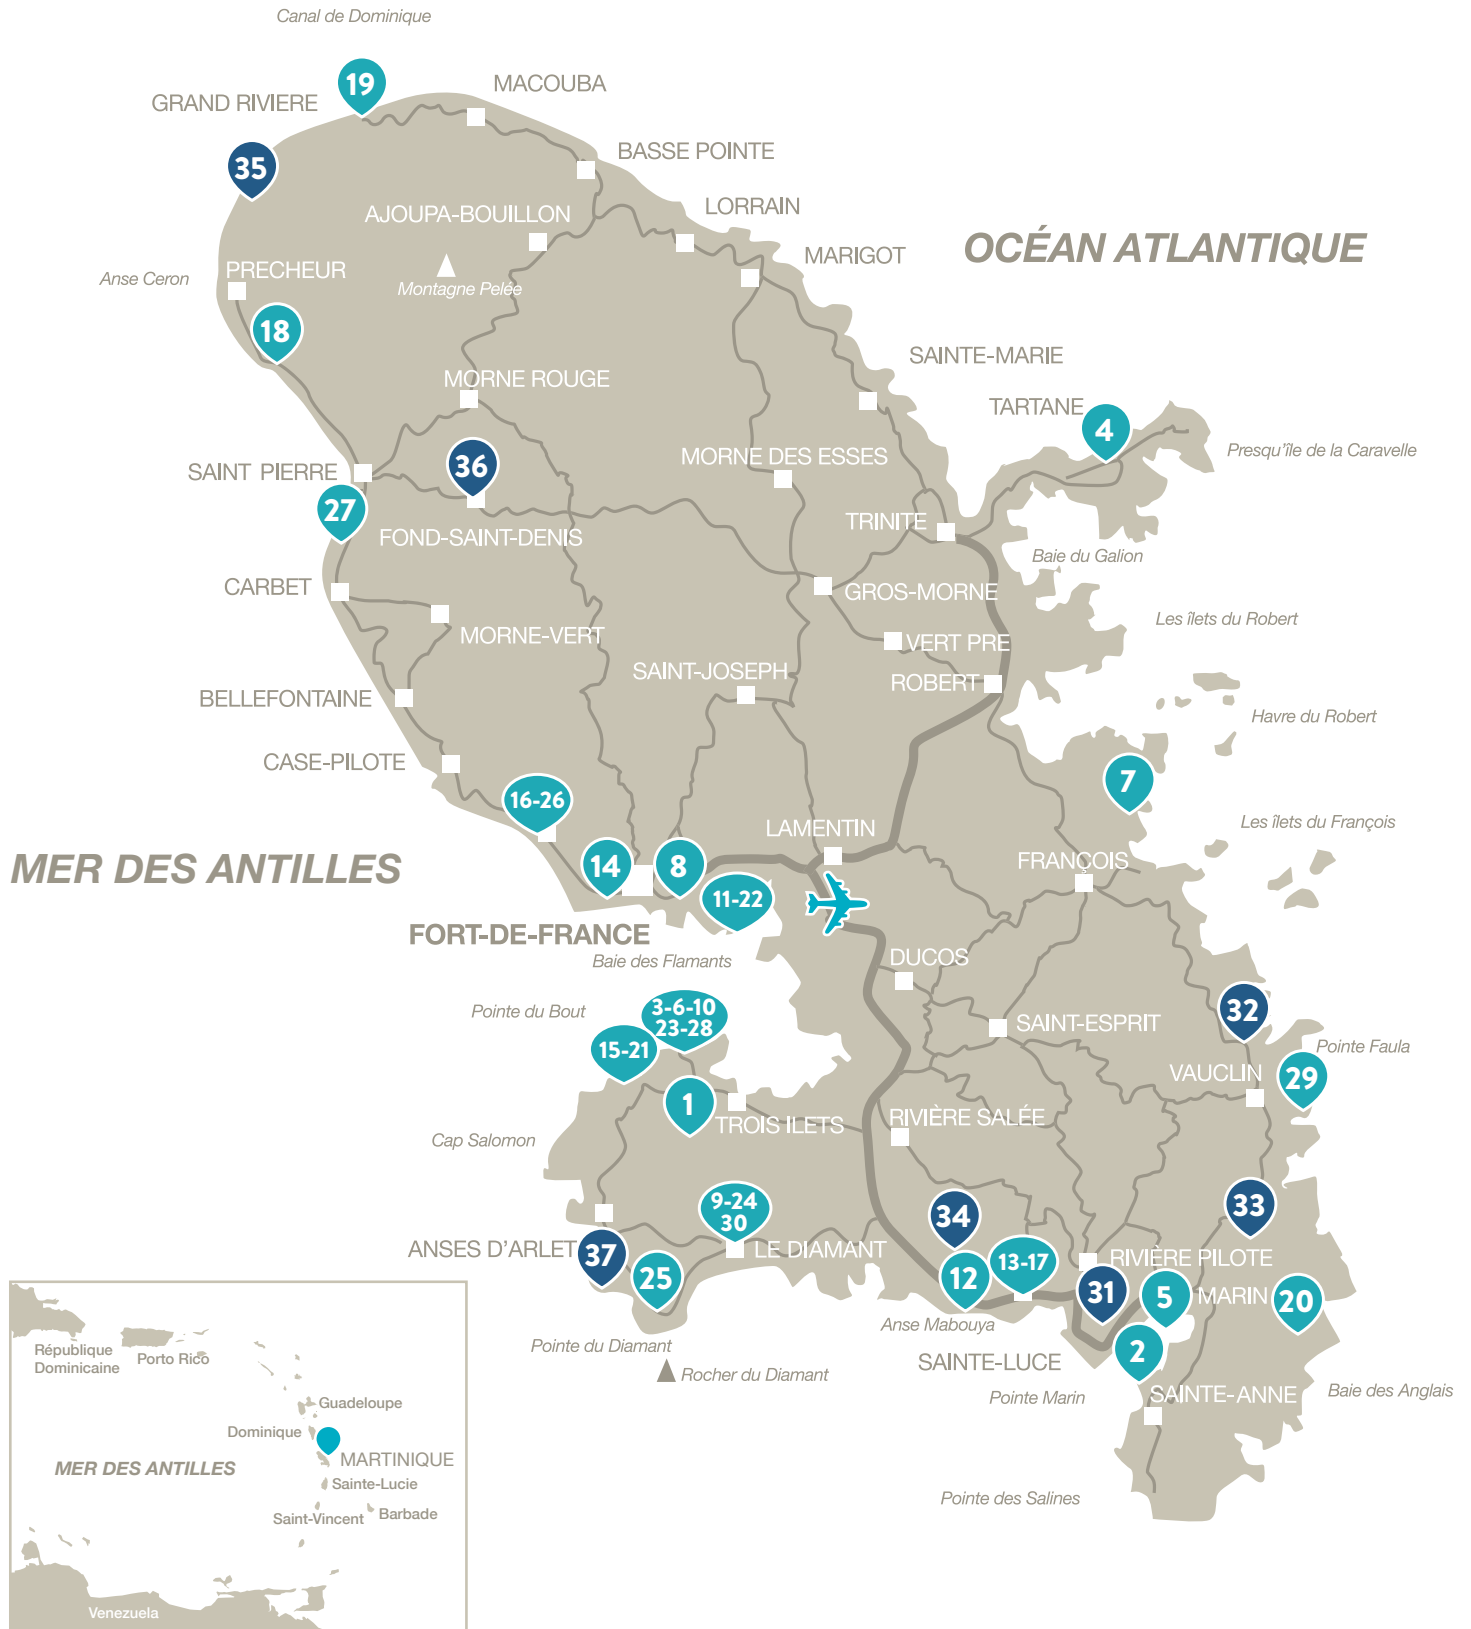 Canal de Dominique
19
MACOUBA
GRAND RIVIERE
35
BASSE POINTE
AJOUPA-BOUILLON
LORRAIN
MARIGOT
OCÉAN ATLANTIQUE
Anse Ceron
PRECHEUR
Montagne Pelée
18
SAINTE-MARIE
MORNE ROUGE
TARTANE
4
Presqu'île de la Caravelle
SAINT PIERRE
36
MORNE DES ESSES
27
TRINITE
FOND-SAINT-DENIS
Baie du Galion
CARBET
GROS-MORNE
Les îlets du Robert
MORNE-VERT
VERT PRE
SAINT-JOSEPH
ROBERT
BELLEFONTAINE
Havre du Robert
CASE-PILOTE
7
16-26
LAMENTIN
Les îlets du François
MER DES ANTILLES
14
8
FRANÇOIS
11-22
FORT-DE-FRANCE
Baie des Flamants
DUCOS
Pointe du Bout
3-6-10
23-28
32
SAINT-ESPRIT
15-21
Pointe Faula
VAUCLIN
29
1
TROIS ILETS
RIVIÈRE SALÉE
Cap Salomon
9-24
30
34
33
ANSES D'ARLET
37
LE DIAMANT
13-17
RIVIÈRE PILOTE
25
12
31
5
MARIN
20
Anse Mabouya
Pointe du Diamant
2
SAINTE-LUCE
Rocher du Diamant
Pointe Marin
SAINTE-ANNE
Baie des Anglais
Pointe des Salines
République
Dominicaine
Porto Rico
Guadeloupe
Dominique
MARTINIQUE
MER DES ANTILLES
Sainte-Lucie
Saint-Vincent
Barbade
Venezuela